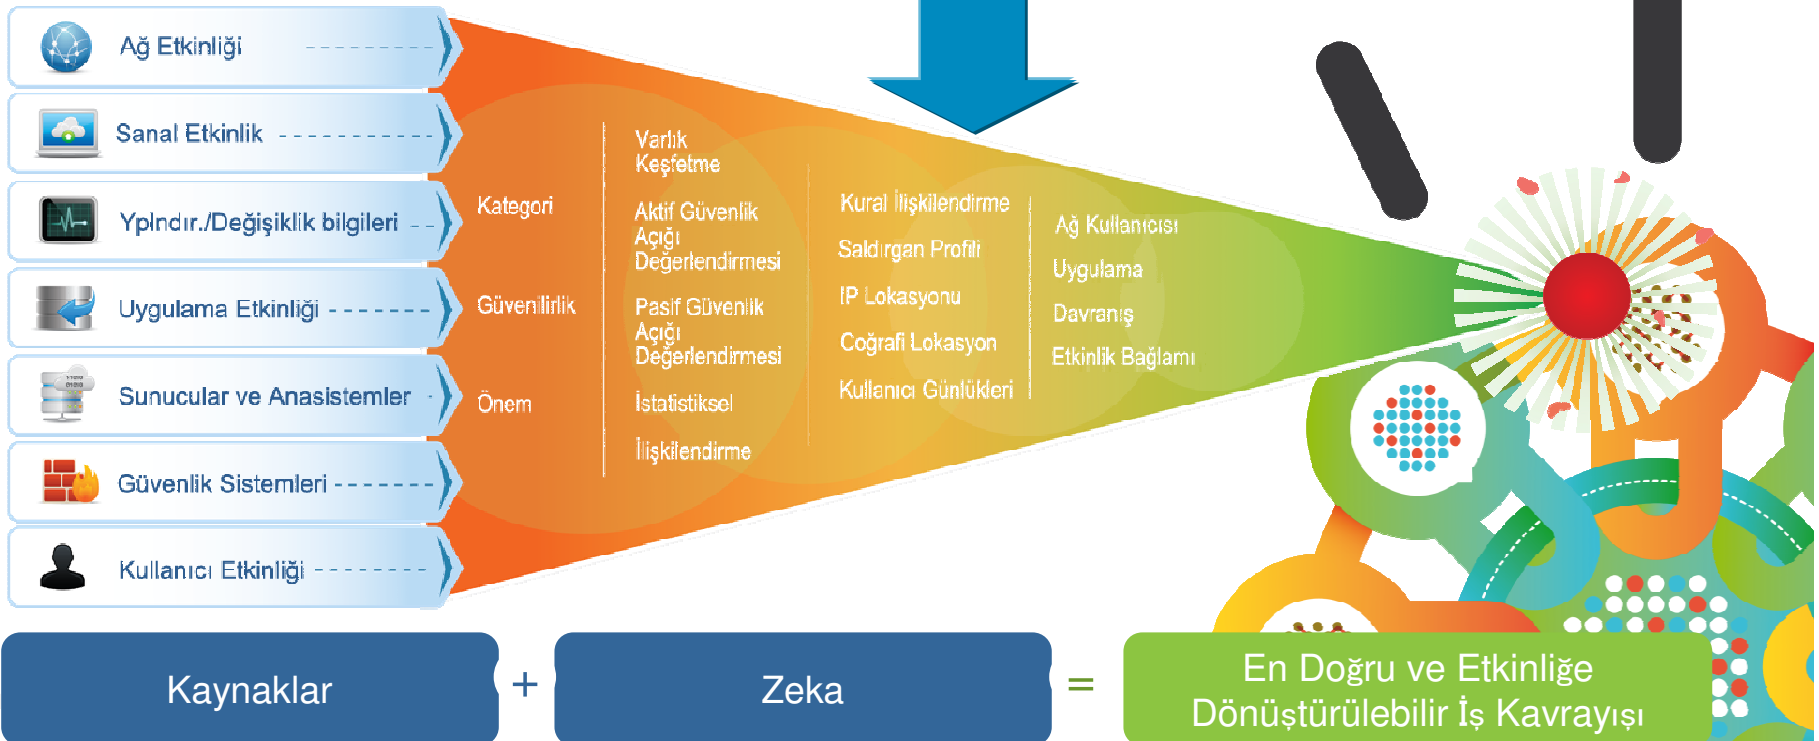 Ağ Etkinliği
Sanal Etkinlik
Yplndır./Değişiklik bilgileri
Uygulama Etkinliği
Sunucular ve Anasistemler
Güvenlik Sistemleri
Kullanıcı Etkinliği
Kategori
Güvenilirlik
Önem
Varlık
Keşfetme
Aktif Güvenlik
Açığı
Değerlendirmesi
Pasif Güvenlik
Açığı
Değerlendirmesi
İstatistiksel
İlişkilendirme
Kural İlişkilendirme
Saldırgan Profili
IP Lokasyonu
Coğrafi Lokasyon
Kullanıcı Günlükleri
Ağ Kullanıcısı
Uygulama
Davranış
Etkinlik Bağlamı
Kaynaklar
+
Zeka
=
En Doğru ve Etkinliğe
Dönüştürülebilir İş Kavrayışı